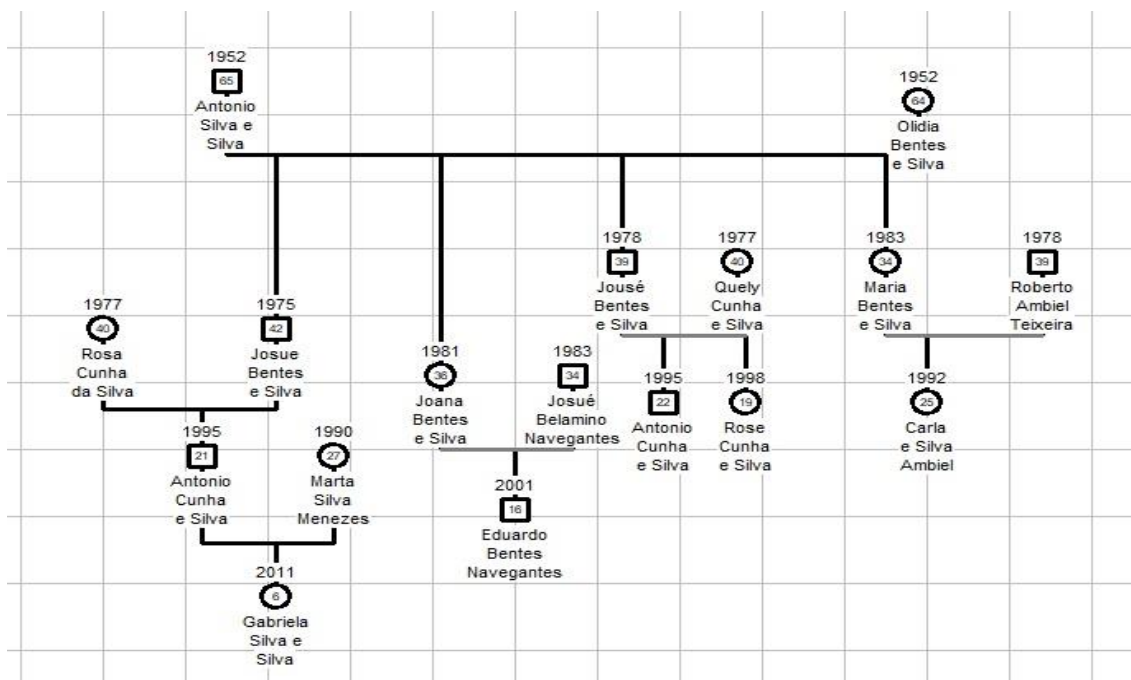 1952
65
Antonio
Silva e
Silva
1952
64
Olidia
Bentes
e Silva
1978
39
Jousé
Bentes
e Silva
1977
40
Quely
Cunha
e Silva
1983
34
Maria
Bentes
e Silva
1978
39
Roberto
Ambiel
Teixeira
1977
40
Rosa
Cunha
da Silva
1975
42
Josue
Bentes
e Silva
1981
36
Joana
Bentes
e Silva
1983
34
Josué
Belamino
Navegantes
1995
22
Antonio
Cunha
e Silva
1998
19
Rose
Cunha
e Silva
1992
25
Carla
e Silva
Ambiel
1995
21
Antonio
Cunha
e Silva
1990
27
Marta
Silva
Menezes
2001
16
Eduardo
Bentes
Navegantes
2011
6
Gabriela
Silva e
Silva